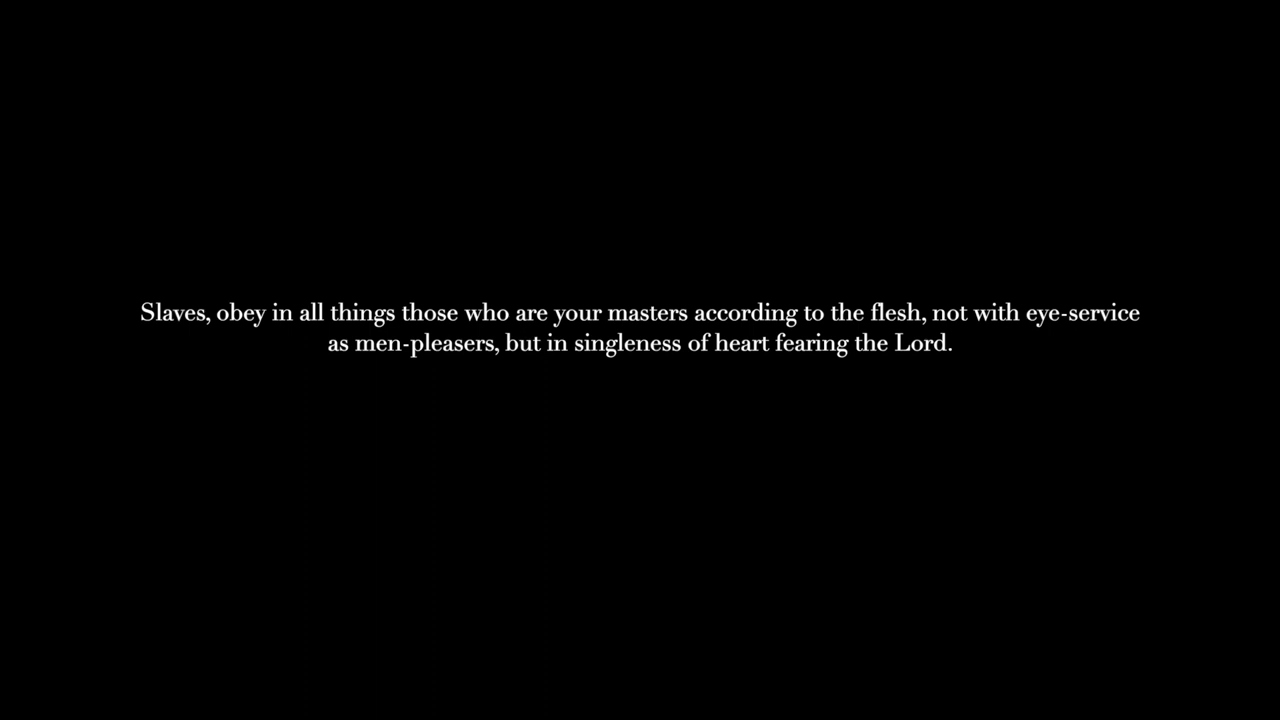 Slaves, obey in all things those who are your masters according to the flesh, not with eye-service
as men-pleasers, but in singleness of heart fearing the Lord.